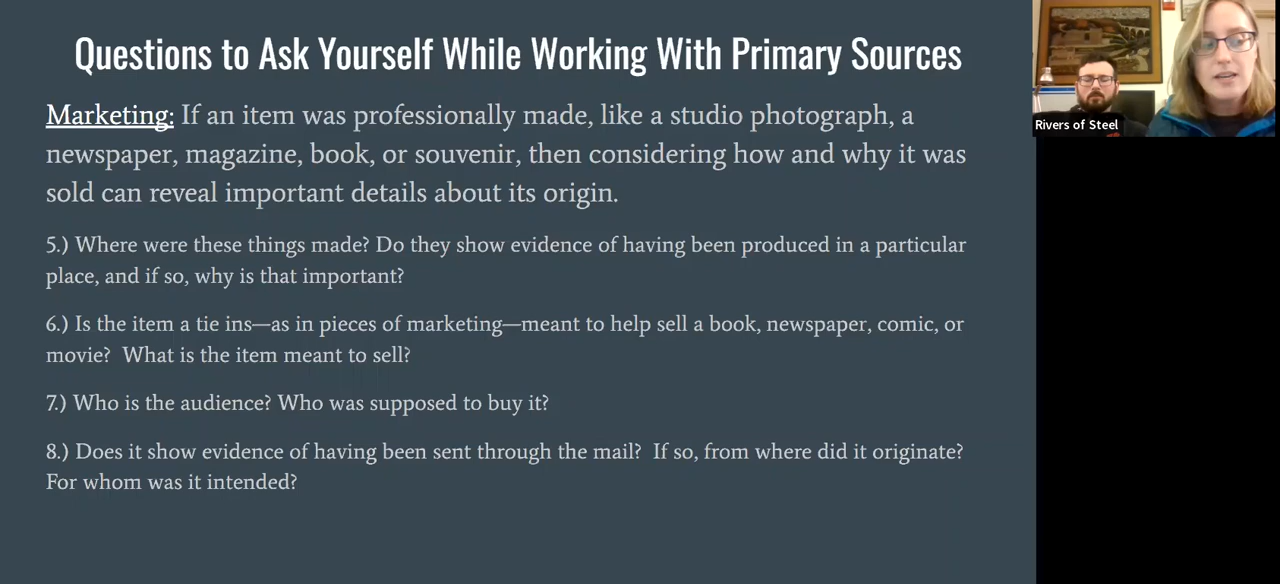 Questions to Ask Yourself While Working With Primary Sources
Marketing: If an item was professionally made, like a studio photograph, a
newspaper, magazine, book, or souvenir, then considering how and why it was
sold can reveal important details about its origin.
5.) Where were these things made? Do they show evidence of having been produced in a particular
place, and if so, why is that important?
6.) Is the item a tie ins—as in pieces of marketing—meant to help sell a book, newspaper, comic, or
movie?  What is the item meant to sell?
7.) Who is the audience? Who was supposed to buy it?
8.) Does it show evidence of having been sent through the mail?  If so, from where did it originate?
For whom was it intended?
Rivers of Steel